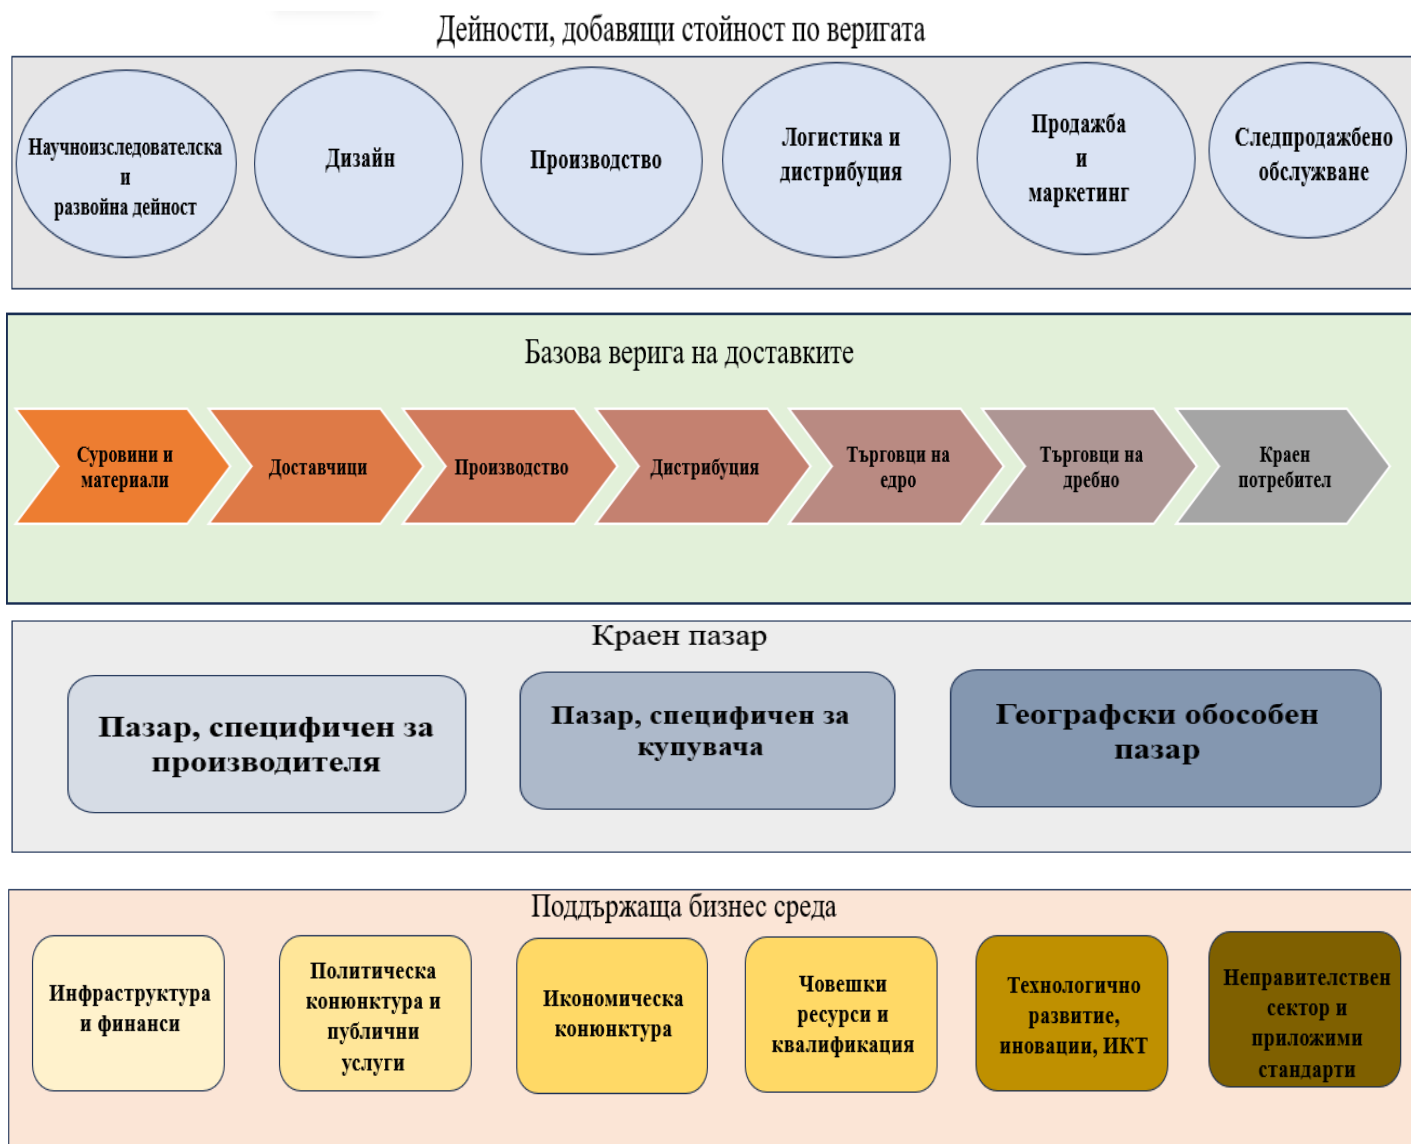 Дейности, добавящи стойност по веригата
Научноизследователска
и
развойна дейност
Дизайн
Производство
Логистика и
дистрибуция
Продажба
и
маркетинг
Следпродажбено
обслужване
Базова верига на доставките
Суровини и
материали
Доставчици
Производство
Дистрибуция
Търговци на
едро
Търговци на
дребно
Краен
потребител
Краен пазар
Пазар, специфичен за
производителя
Пазар, специфичен за
купувача
Географски обособен
пазар
Поддържаща бизнес среда
Инфраструктура
и финанси
Политическа
конюнктура и
публични
услуги
Икономическа
конюнктура
Човешки
ресурси и
квалификация
Технологично
развитие,
иновации, ИКТ
Неправителствен
сектор и
приложими
стандарти